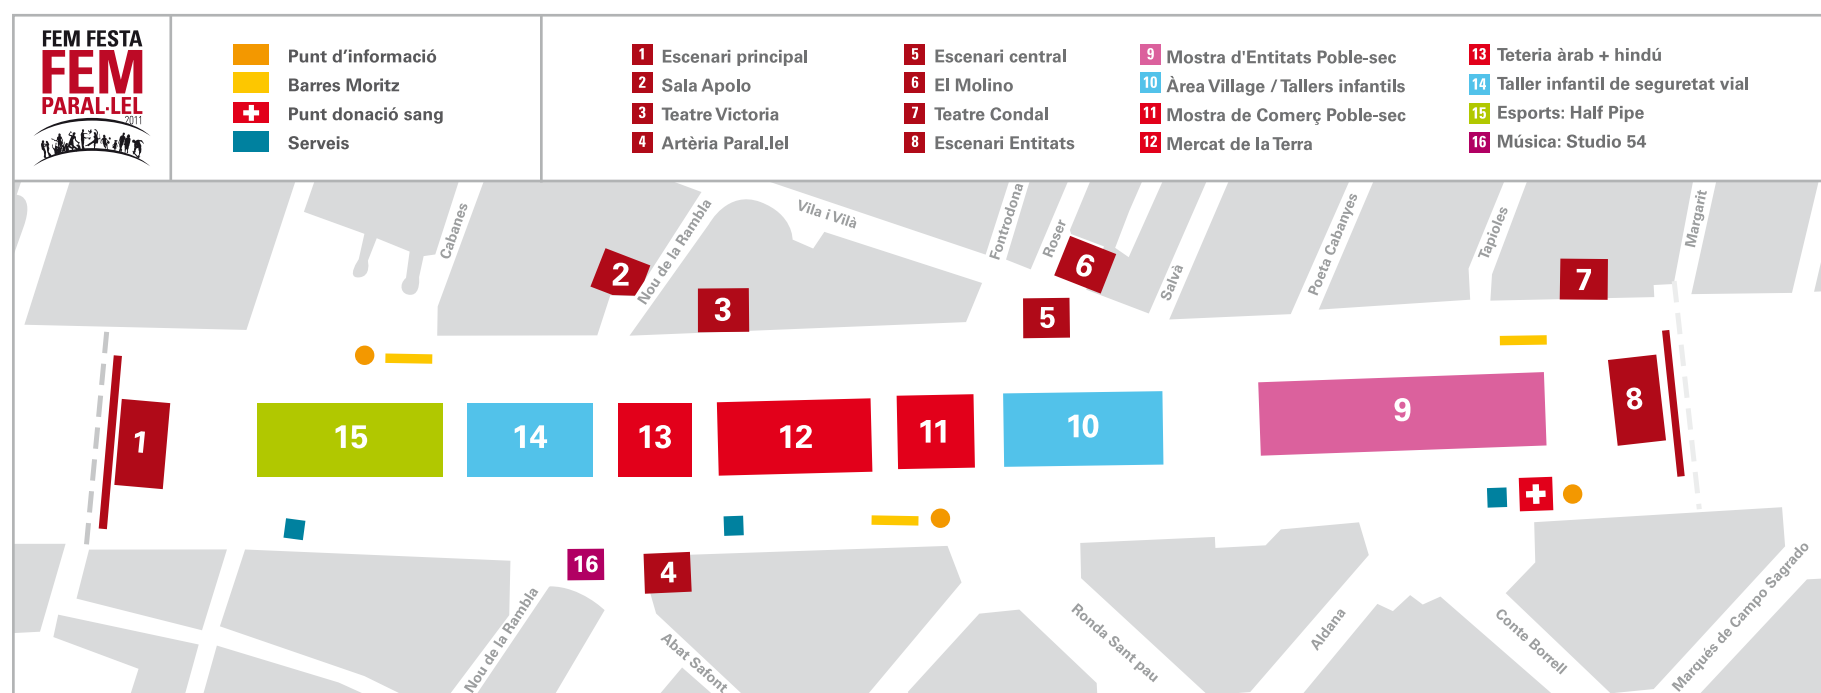 FEM FESTA
FEM
PARAL·LEL
2011
Punt d'informació
Barres Moritz
Punt donació sang
Serveis
1 Escenari principal
2 Sala Apolo
3 Teatre Victoria
4 Artèria Paral.lel
5 Escenari central
6 El Molino
7 Teatre Condal
8 Escenari Entitats
9 Mostra d'Entitats Poble-sec
10 Àrea Village / Tallers infantils
11 Mostra de Comerç Poble-sec
12 Mercat de la Terra
13 Teteria àrab + hindú
14 Taller infantil de seguretat vial
15 Esports: Half Pipe
16 Música: Studio 54
Cabanes
Nou de la Rambla
Vila i Vilà
Fontrodona
Roser
Salvà
Poeta Cabanyes
Tapioles
Margarit
2
3
6
5
7
1
15
14
13
12
11
10
9
8
16
4
Nou de la Rambla
Abat Safont
Ronda Sant pau
Aldana
Conte Borrell
Marqués de Campo Sagrado